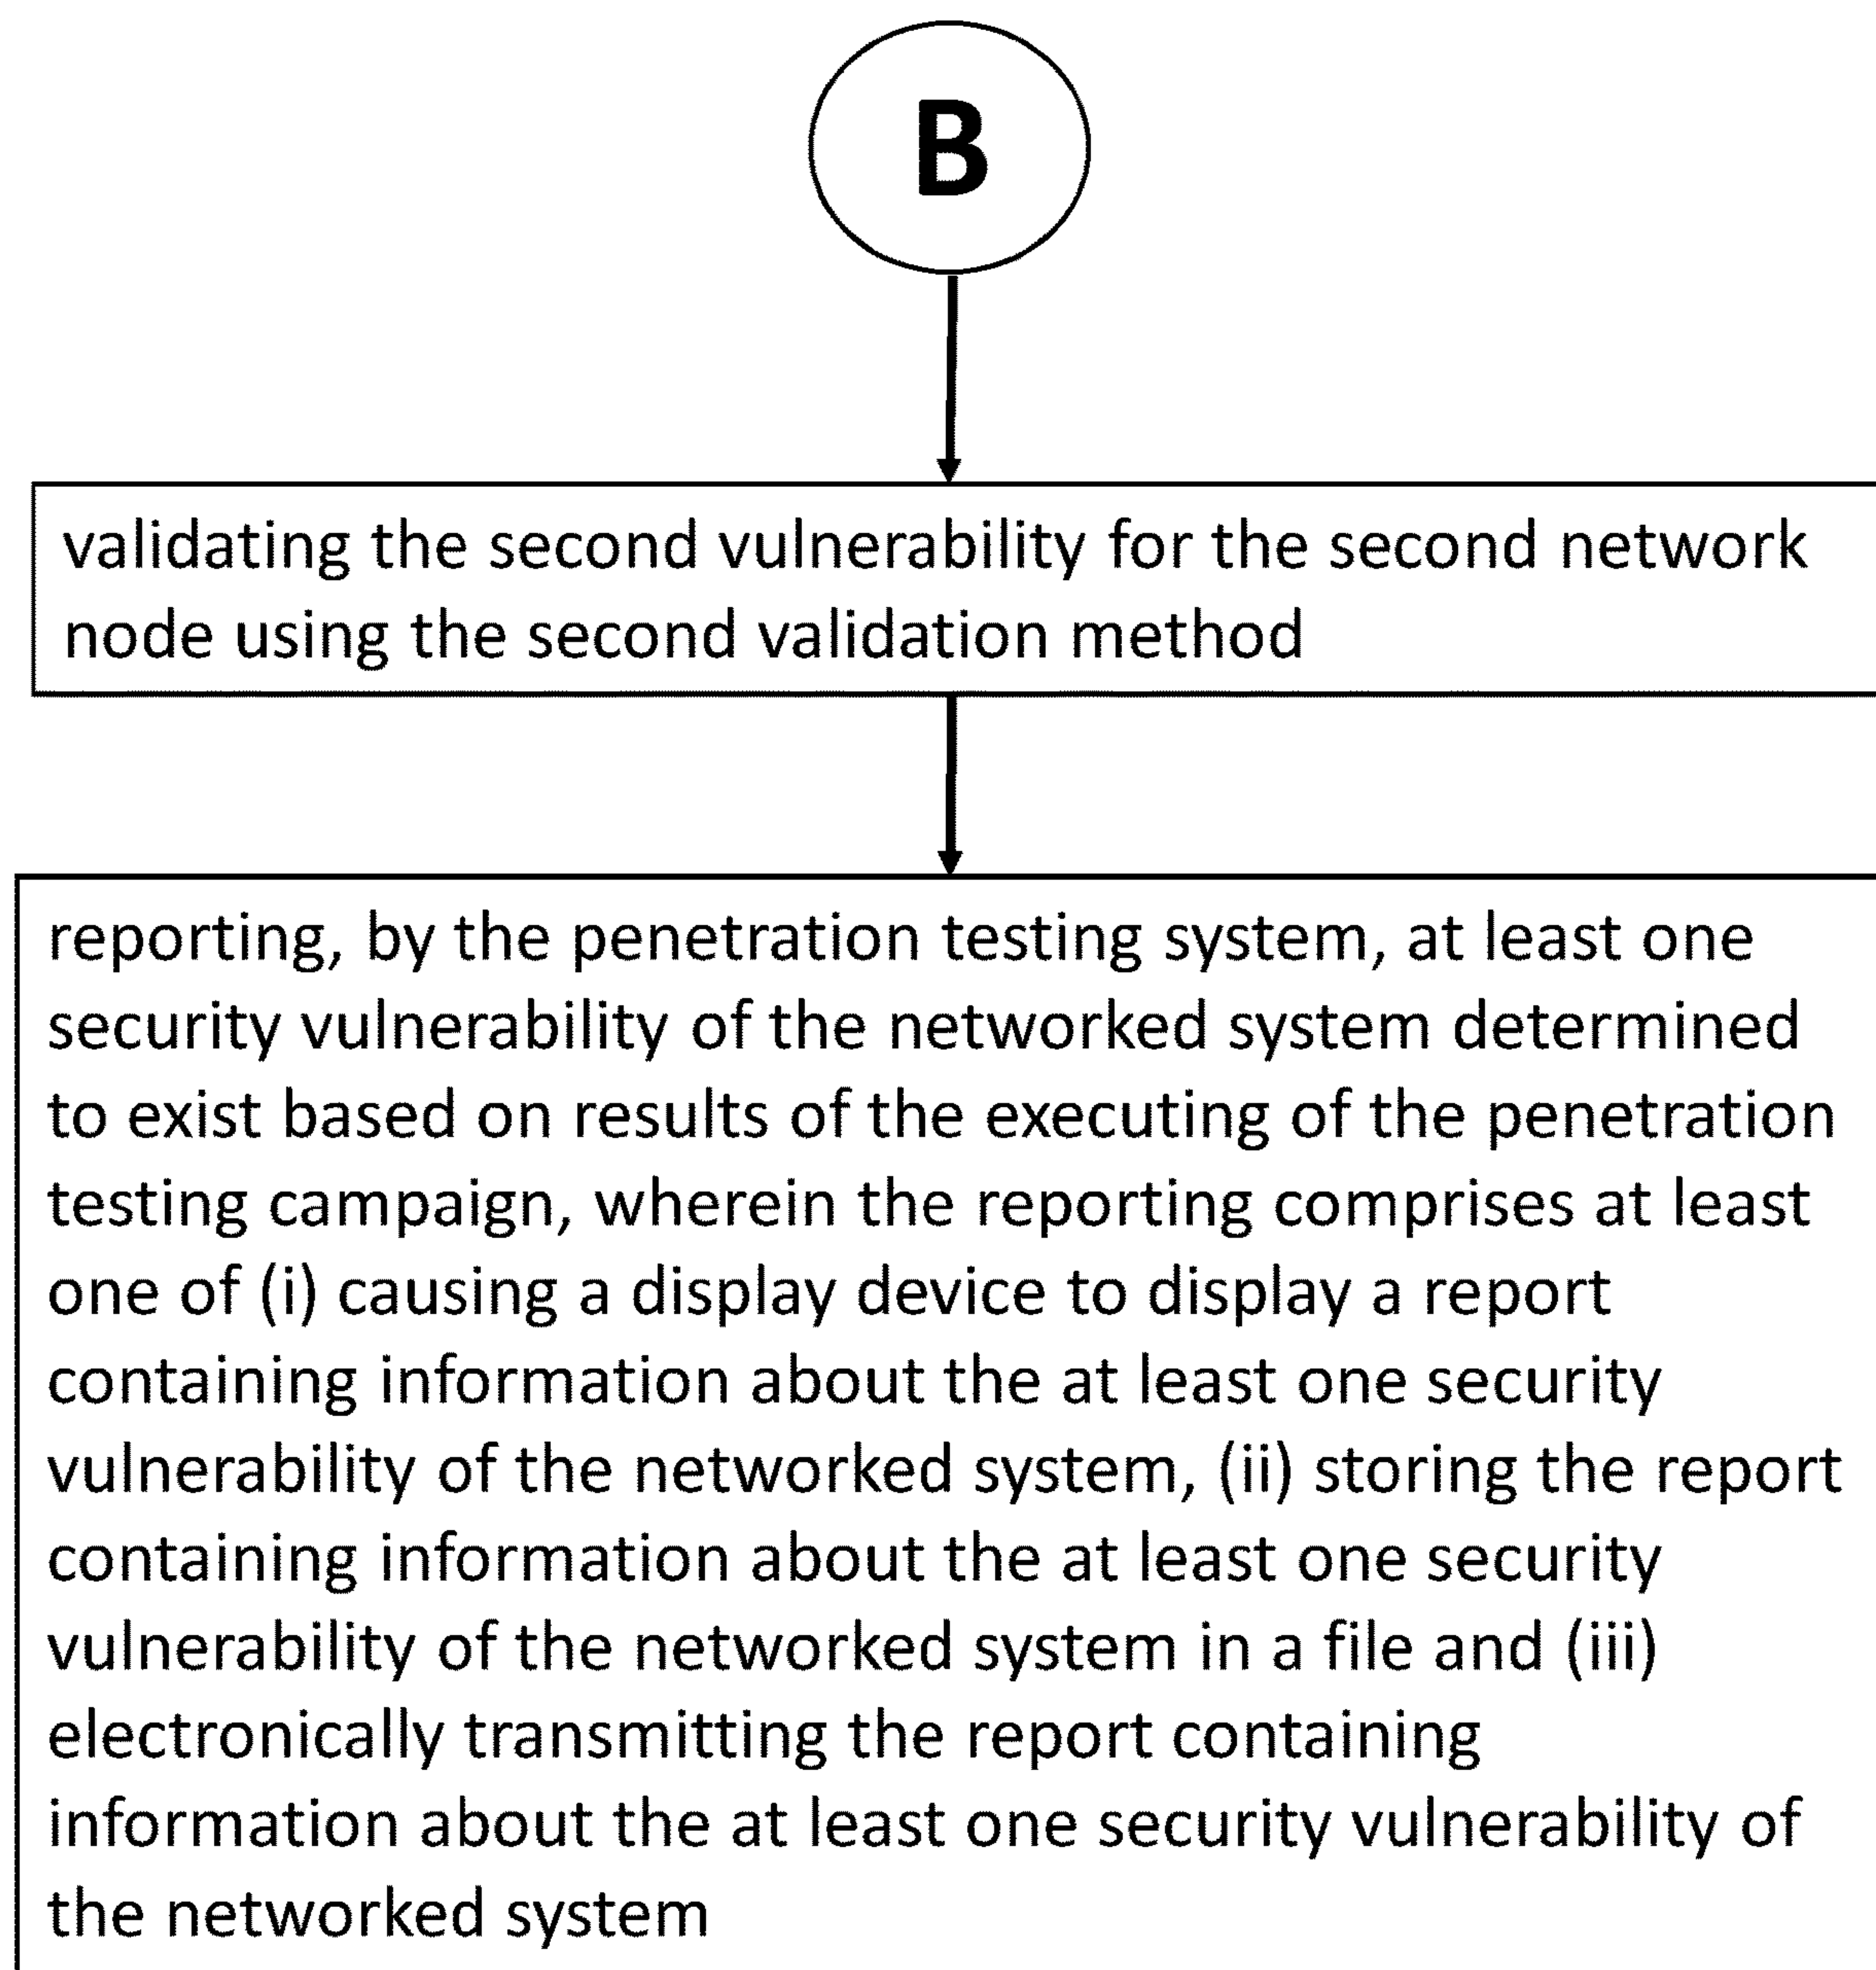 B
validating the second vulnerability for the second network
node using the second validation method
reporting, by the penetration testing system, at least one
security vulnerability of the networked system determined
to exist based on results of the executing of the penetration
testing campaign, wherein the reporting comprises at least
one of (i) causing a display device to display a report
containing information about the at least one security
vulnerability of the networked system, (ii) storing the report
containing information about the at least one security
vulnerability of the networked system in a file and (iii)
electronically transmitting the report containing
information about the at least one security vulnerability of
the networked system